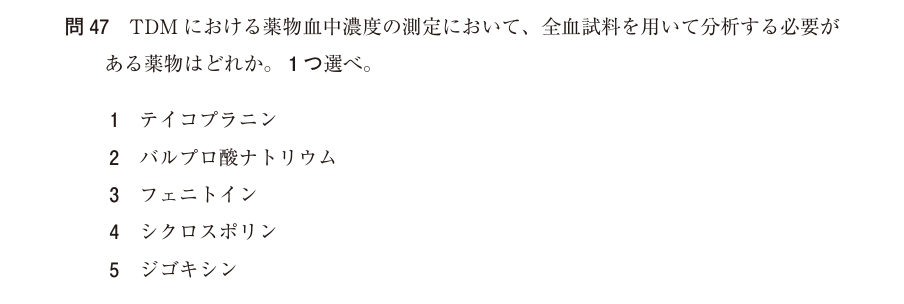 問 47　TDM における薬物血中濃度の測定において、全血試料を用いて分析する必要が
ある薬物はどれか。1 つ選べ。
1　テイコプラニン
2　バルプロ酸ナトリウム
3　フェニトイン
4　シクロスポリン
5　ジゴキシン